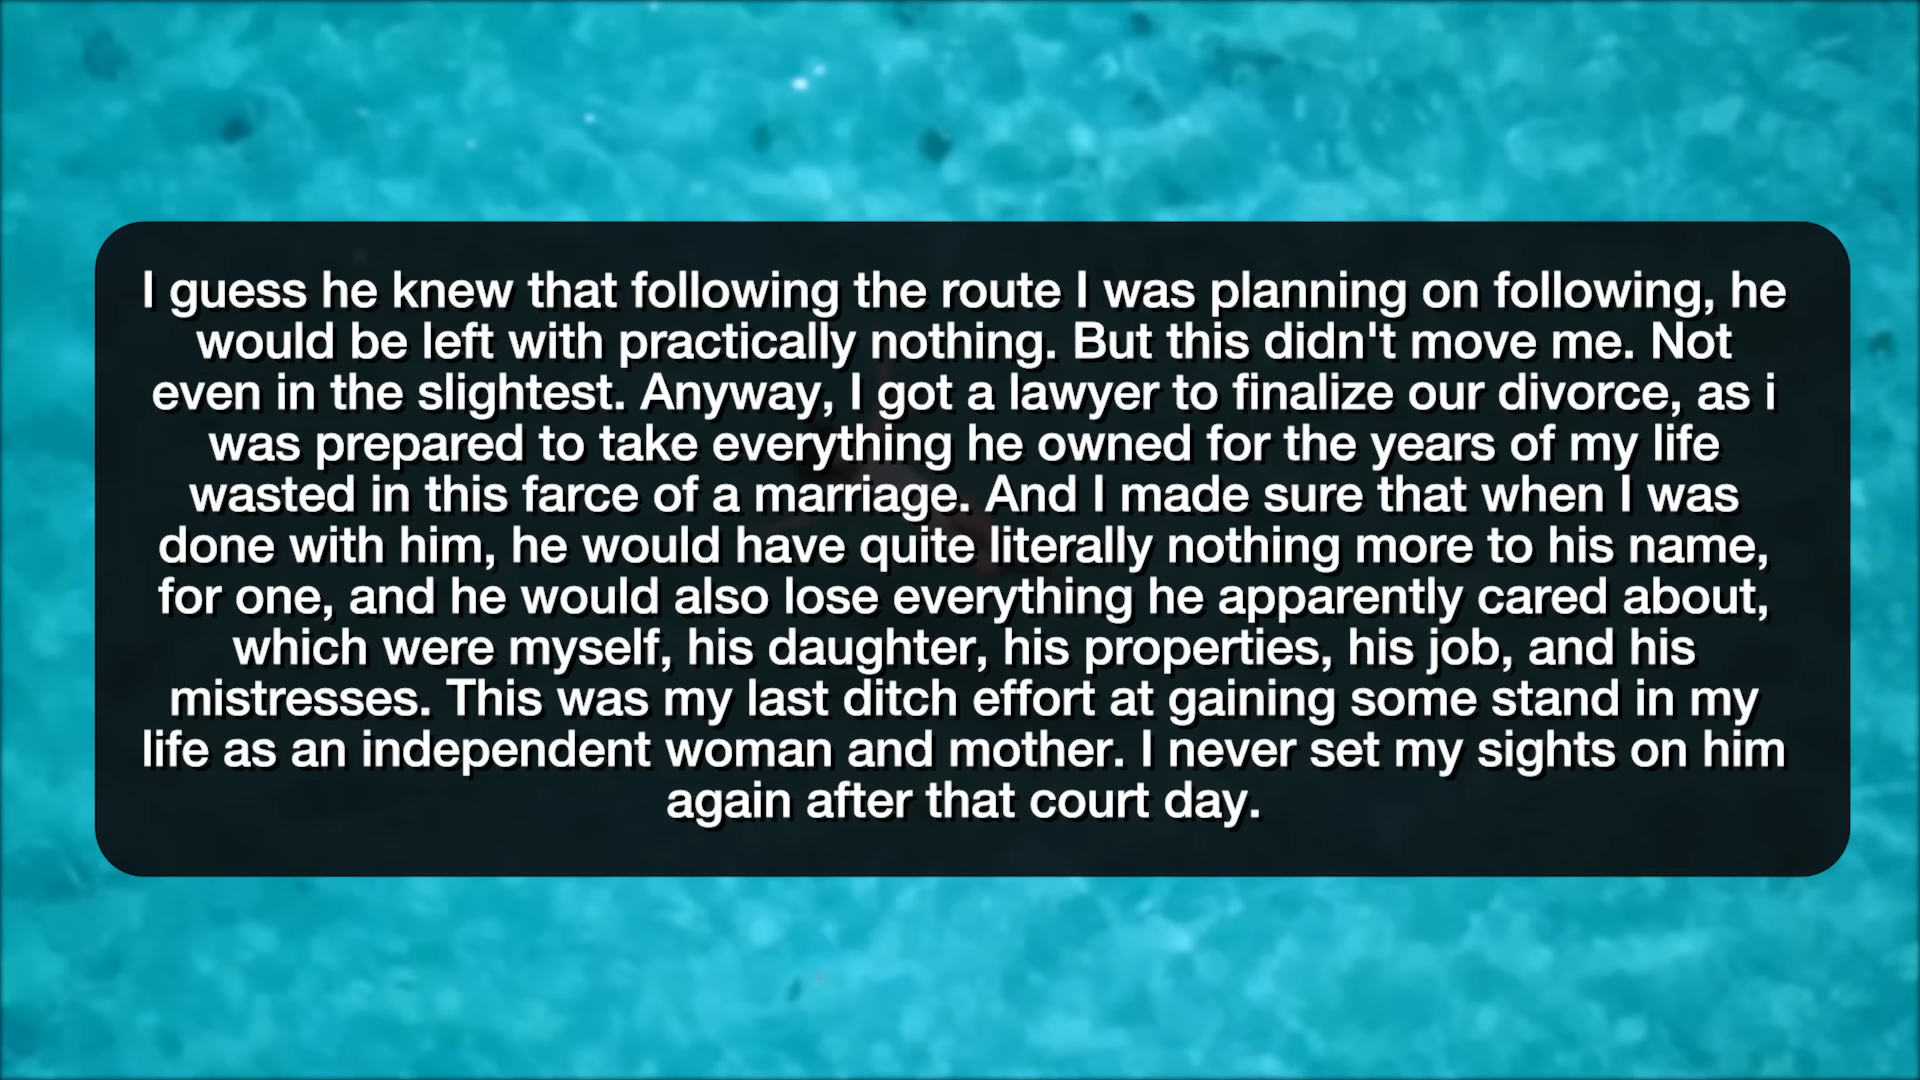 I guess he knew that following the route I was planning on following, he
would be left with practically nothing. But this didn't move me. Not
even in the slightest. Anyway, I got a lawyer to finalize our divorce, as i
was prepared to take everything he owned for the years of my life
wasted in this farce of a marriage. And I made sure that when I was
done with him, he would have quite literally nothing more to his name,
for one, and he would also lose everything he apparently cared about,
which were myself, his daughter, his properties, his job, and his
mistresses. This was my last ditch effort at gaining some stand in my
life as an independent woman and mother. I never set my sights on him
again after that court day.